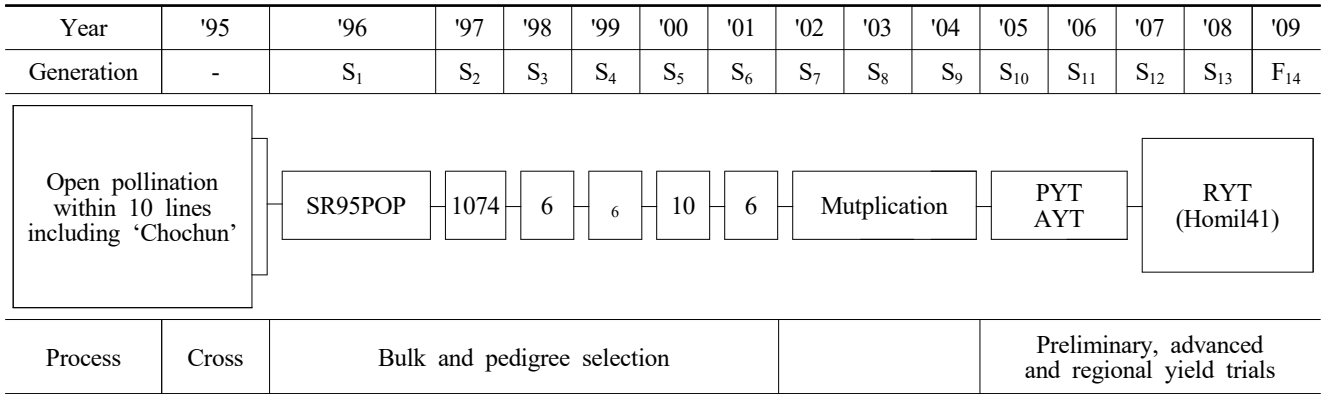 Year '95 '96 '97 '98 '99 '00 '01 '02 '03 '04 '05 '06 '07 '08 '09
Generation - S₁ S₂ S₃ S₄ S₅ S₆ S₇ S₈ S₉ S₁₀ S₁₁ S₁₂ S₁₃ F₁₄
Open pollination
within 10 lines
including ‘Chochun’
SR95POP 1074 6 6 10 6 Mutplication
PYT
AYT
RYT
(Homil41)
Process Cross Bulk and pedigree selection
Preliminary, advanced
and regional yield trials